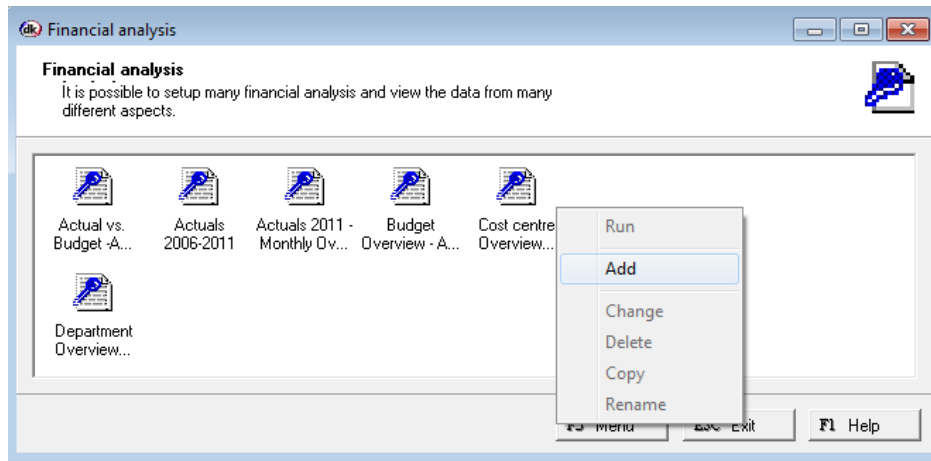 dk Financial analysis
Financial analysis
It is possible to setup many financial analysis and view the data from many
different aspects.
Actual vs.
Budget -A...
Actuals
2006-2011
Actuals 2011 -
Monthly Ov...
Budget
Overview - A...
Cost centre
Overview...
Department
Overview...
Run
Add
Change
Delete
Copy
Rename
Menu
ESC Exit
F1 Help